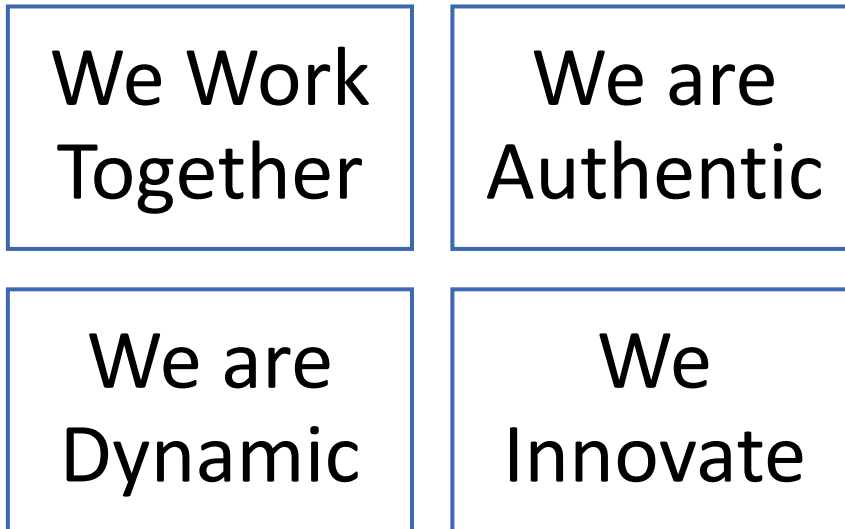 We Work
Together
We are
Authentic
We are
Dynamic
We
Innovate